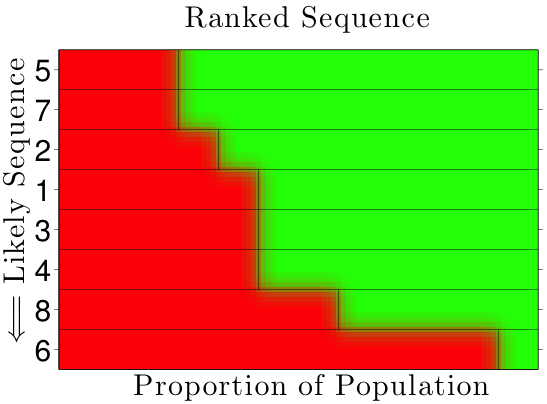 Ranked Sequence
⇐ Likely Sequence
5
7
2
1
3
4
8
6
Proportion of Population